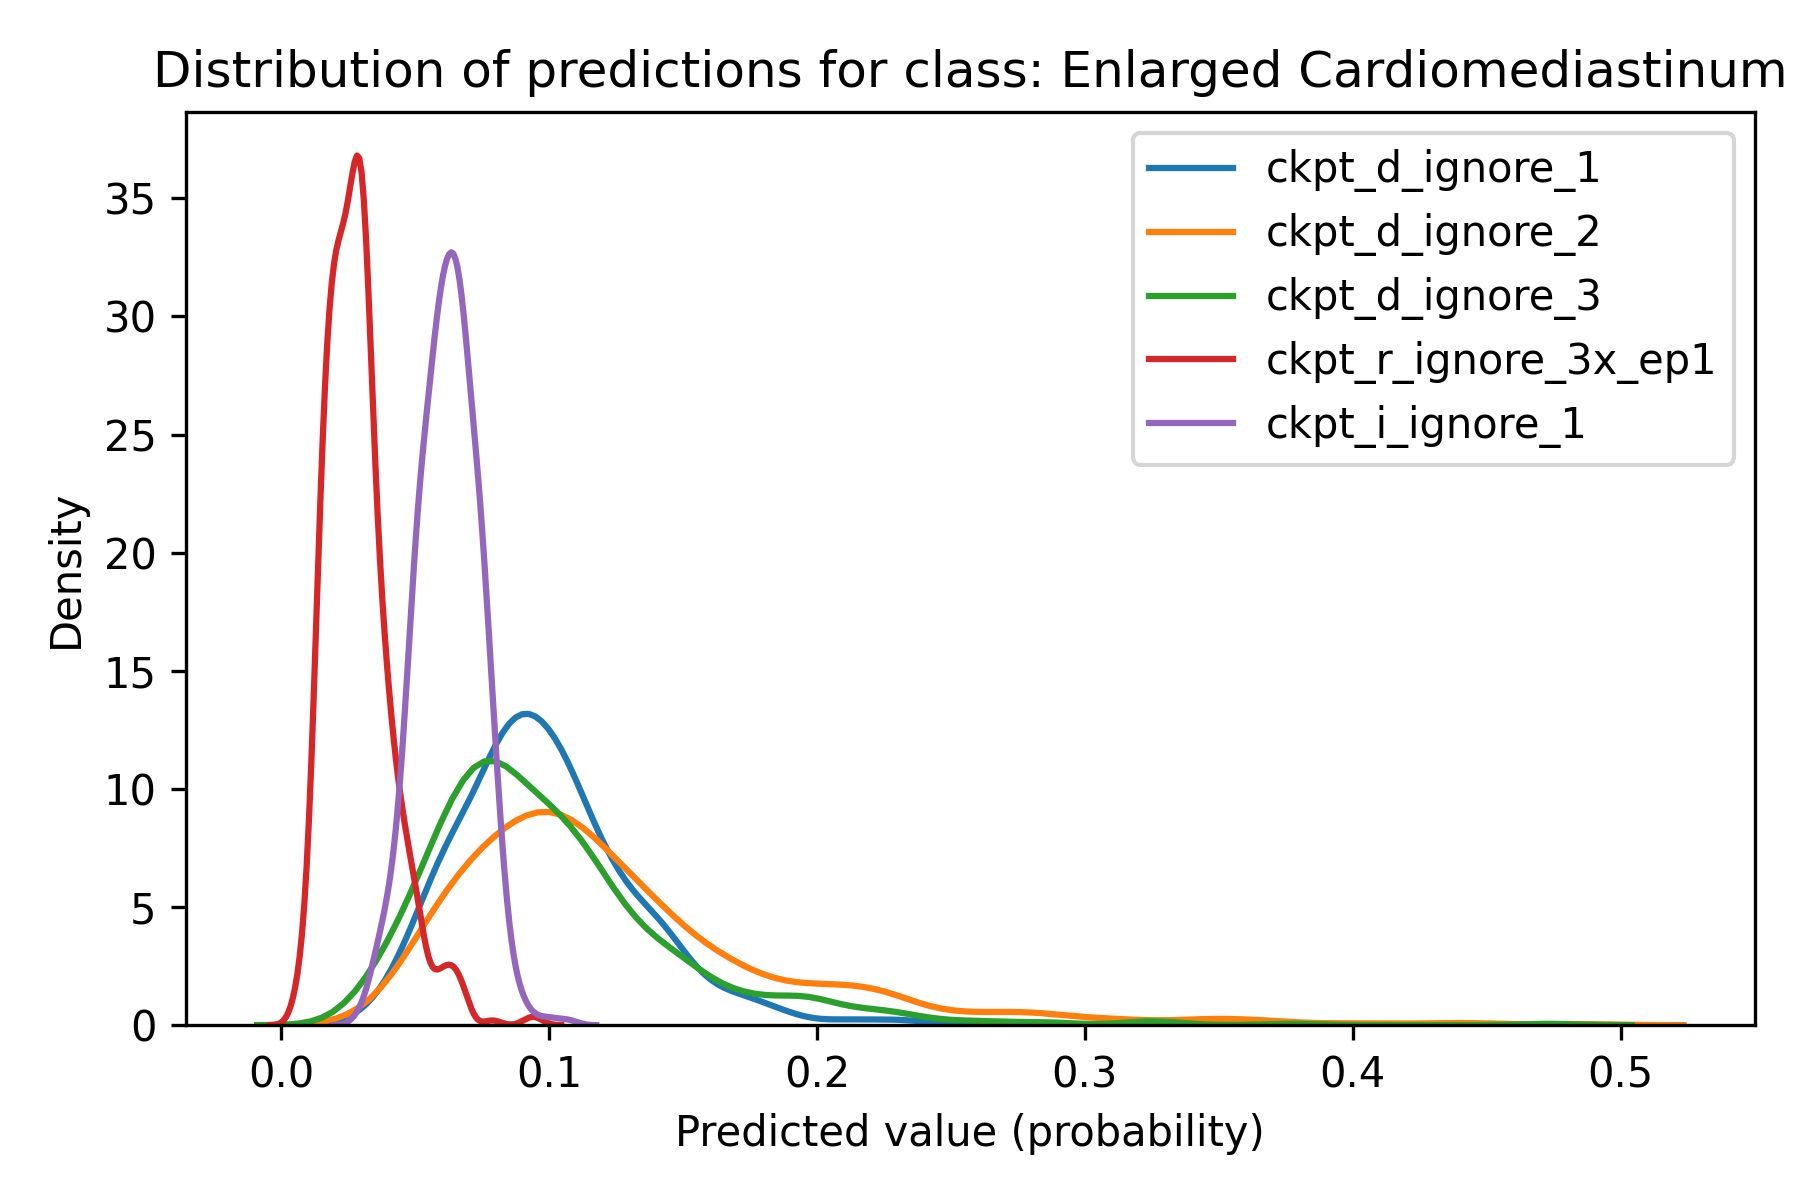 Distribution of predictions for class: Enlarged Cardiomediastinum
ckpt_d_ignore_1
ckpt_d_ignore_2
ckpt_d_ignore_3
ckpt_r_ignore_3x_ep1
ckpt_i_ignore_1
Density
35
30
25
20
15
10
5
0
0.0 0.1 0.2 0.3 0.4 0.5
Predicted value (probability)